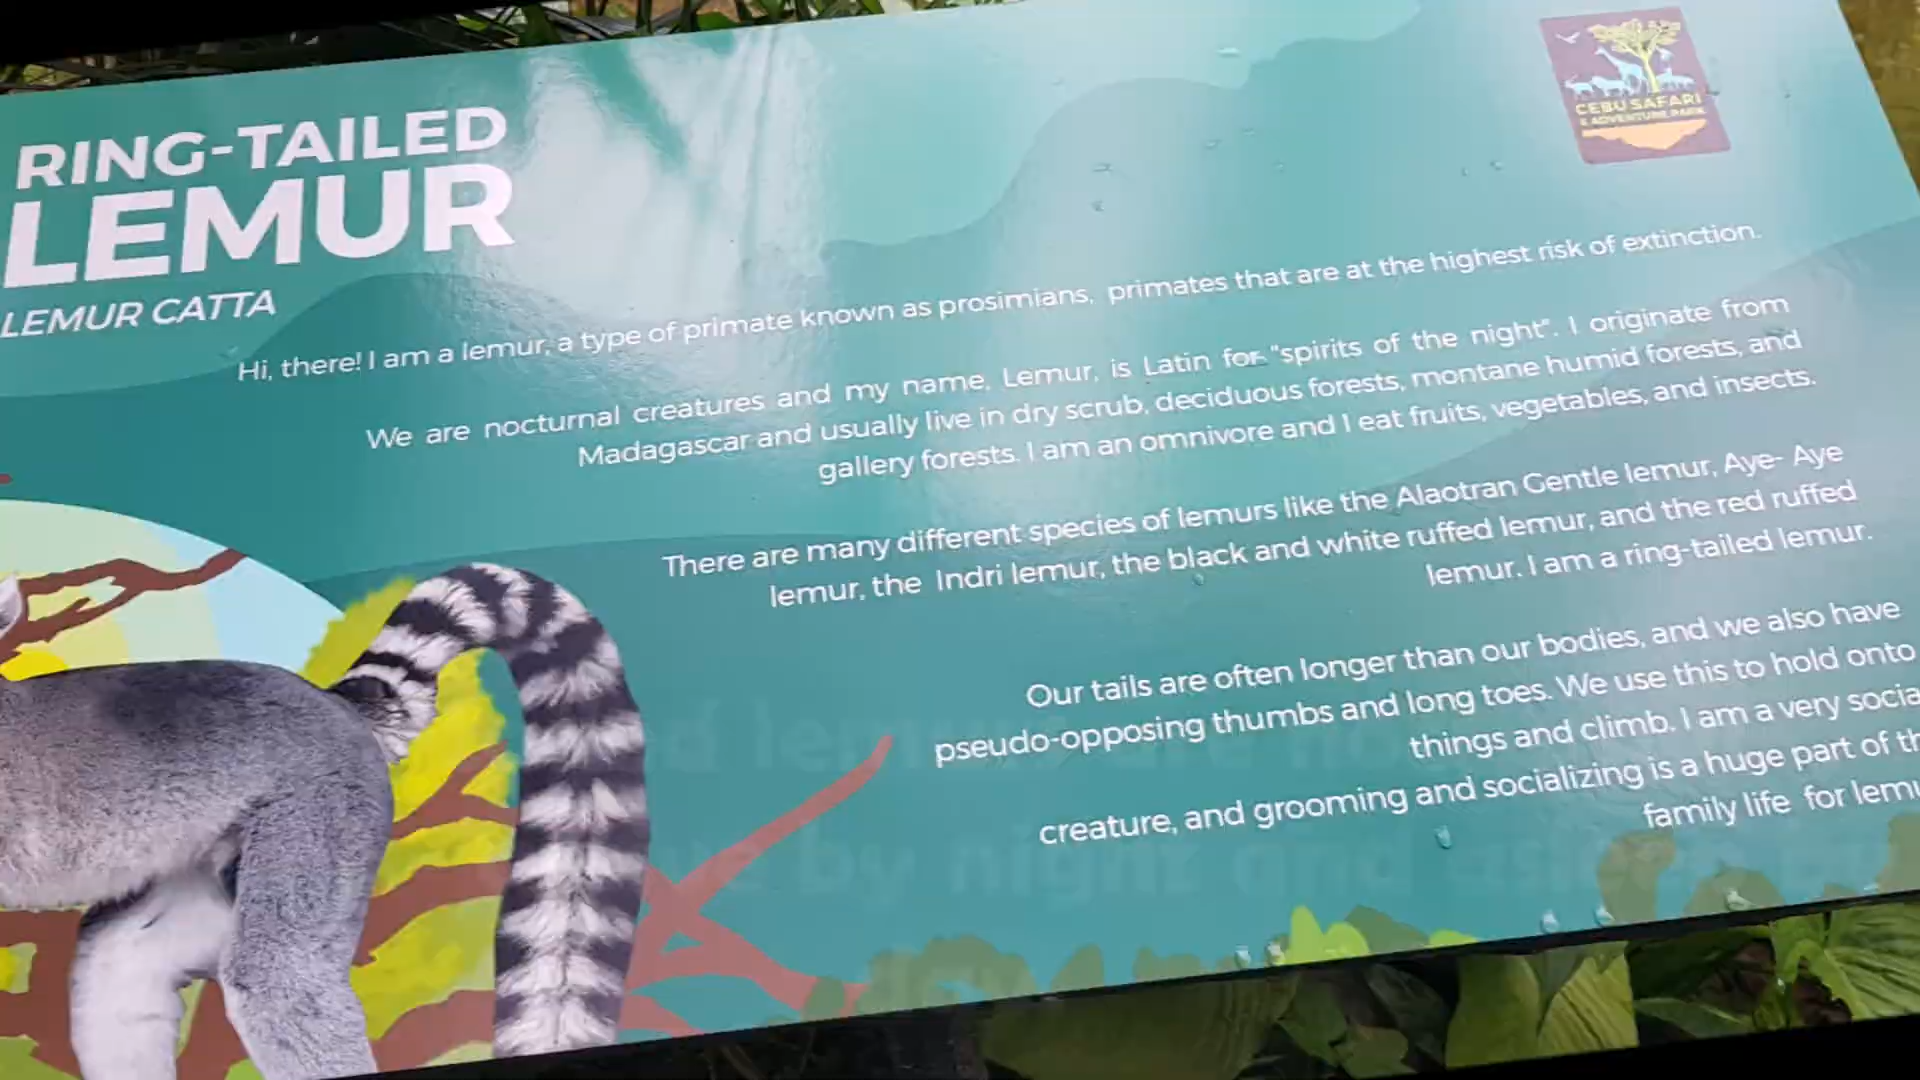 RING-TAILED
LEMUR
LEMUR CATTA
CEBU SAFARI
& ADVENTURE PARK
Hi, there! I am a lemur, a type of primate known as prosimians, primates that are at the highest risk of extinction.
We are nocturnal creatures and my name, Lemur, is Latin for "spirits of the night". I originate from
Madagascar and usually live in dry scrub, deciduous forests, montane humid forests, and
gallery forests. I am an omnivore and I eat fruits, vegetables, and insects.
There are many different species of lemurs like the Alaotran Gentle lemur, Aye- Aye
lemur, the Indri lemur, the black and white ruffed lemur, and the red ruffed
lemur. I am a ring-tailed lemur.
Our tails are often longer than our bodies, and we also have
pseudo-opposing thumbs and long toes. We use this to hold onto
things and climb. I am a very
creature, and grooming and socializing is a huge part of
family life for
by night and